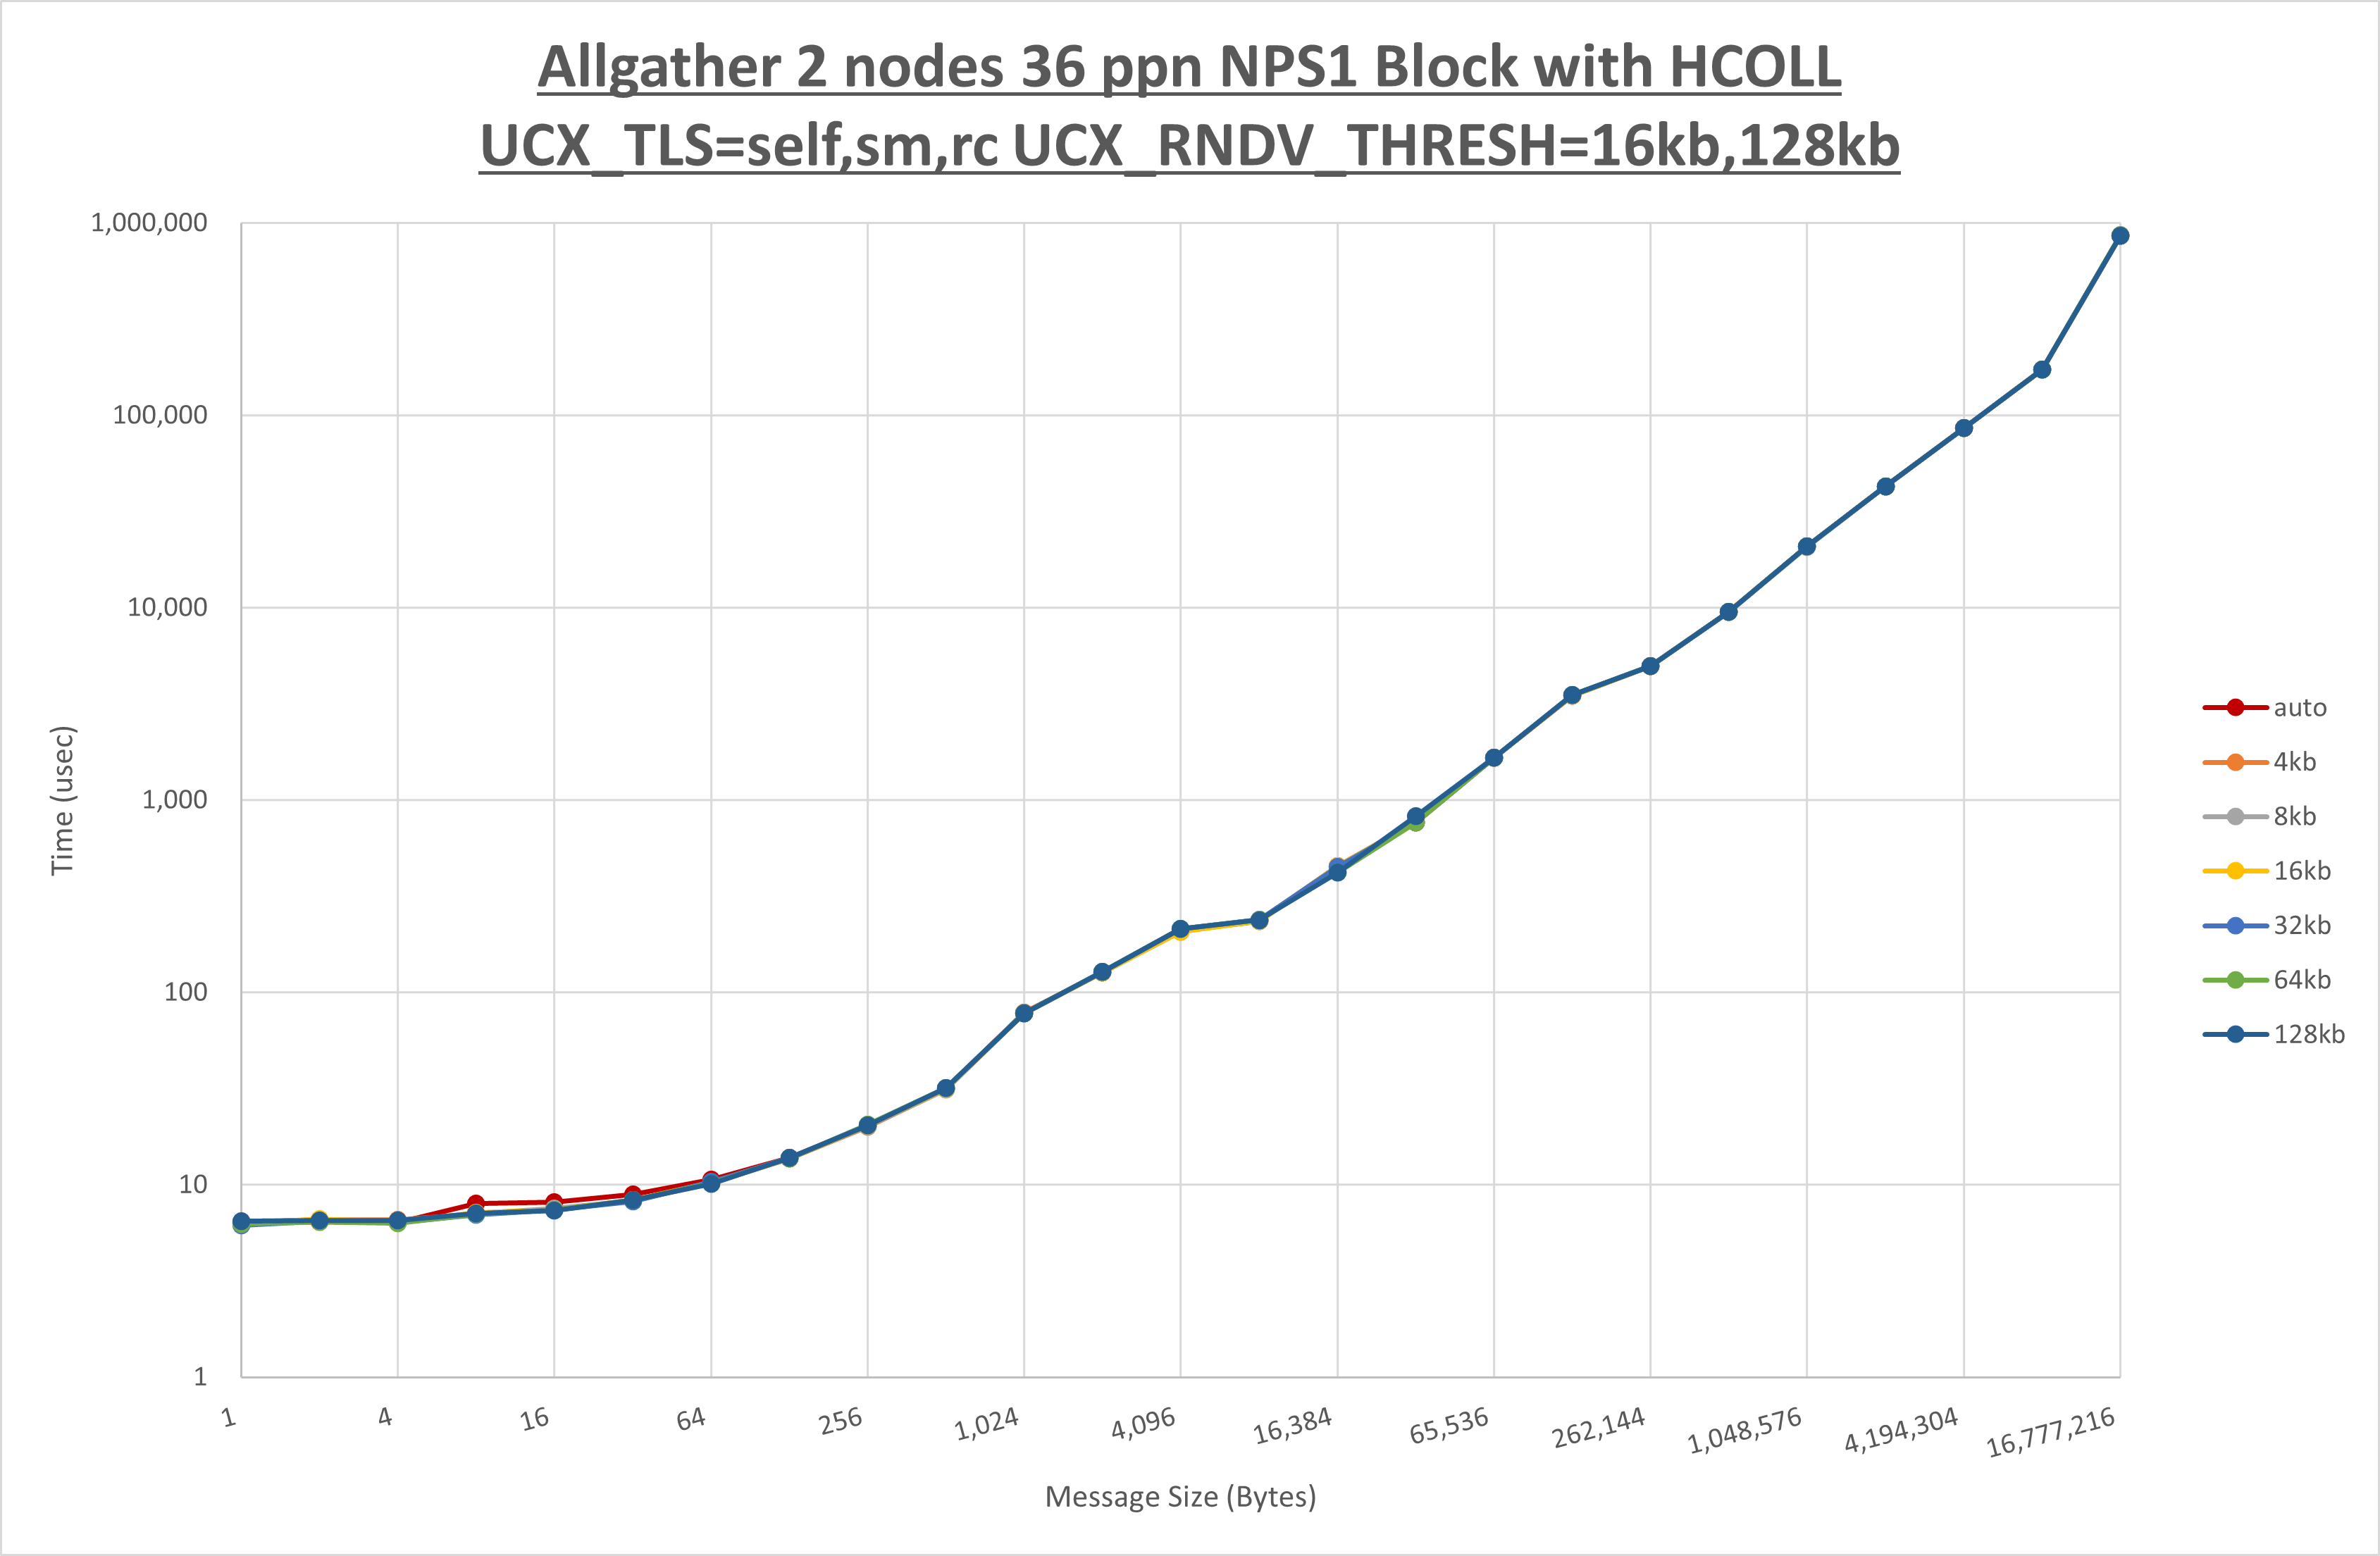 Allgather 2 nodes 36 ppn NPS1 Block with HCOLL
UCX_TLS=self,sm,rc UCX_RNDV_THRESH=16kb,128kb
1,000,000
100,000
10,000
1,000
100
10
1
Time (usec)
1
4
16
64
256
1,024
4,096
16,384
65,536
262,144
1,048,576
4,194,304
16,777,216
Message Size (Bytes)
auto
4kb
8kb
16kb
32kb
64kb
128kb